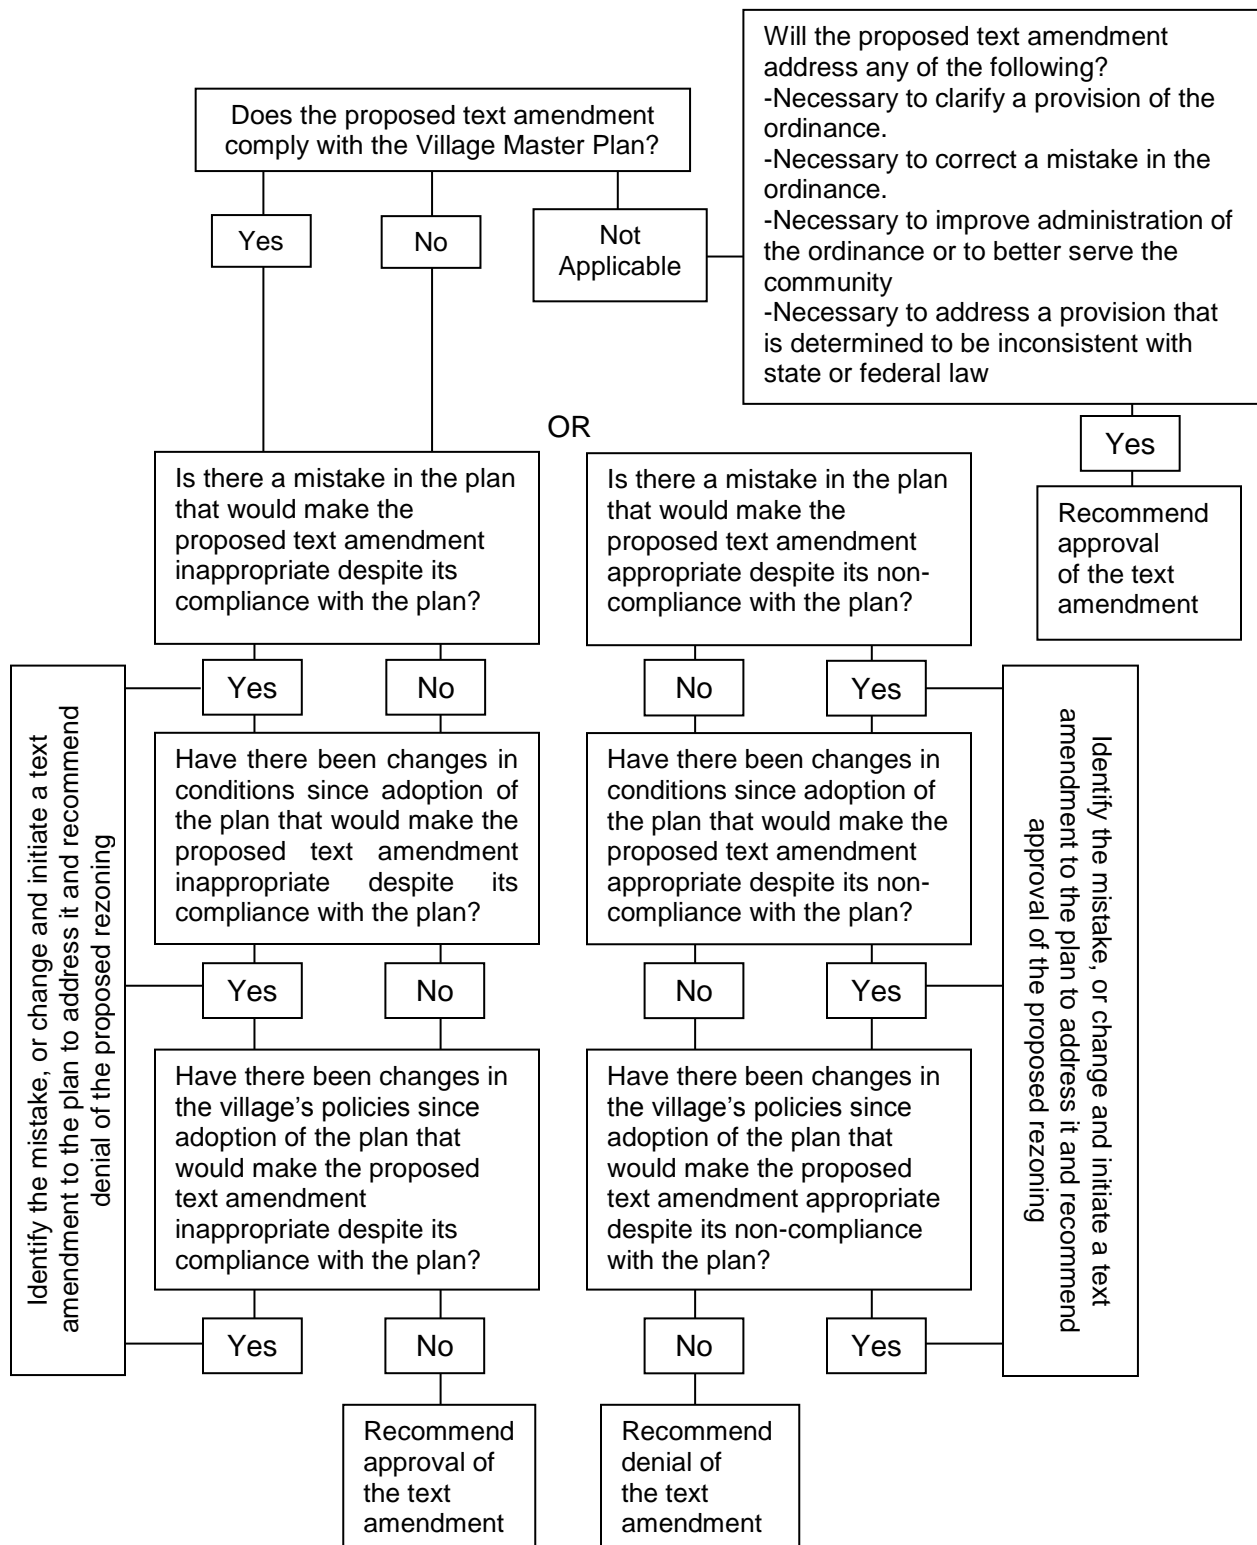 Does the proposed text amendment
comply with the Village Master Plan?
Yes
No
Not
Applicable
Will the proposed text amendment
address any of the following?
-Necessary to clarify a provision of the
ordinance.
-Necessary to correct a mistake in the
ordinance.
-Necessary to improve administration of
the ordinance or to better serve the
community
-Necessary to address a provision that
is determined to be inconsistent with
state or federal law
Yes
Recommend
approval
of the text
amendment
OR
Is there a mistake in the plan
that would make the
proposed text amendment
inappropriate despite its
compliance with the plan?
Yes
No
Have there been changes in
conditions since adoption of
the plan that would make the
proposed text amendment
inappropriate despite its
compliance with the plan?
Yes
No
Have there been changes in
the village’s policies since
adoption of the plan that
would make the proposed
text amendment
inappropriate despite its
compliance with the plan?
Yes
No
Identify the mistake, or change and initiate a text
amendment to the plan to address it and recommend
denial of the proposed rezoning
Recommend
approval of
the text
amendment
Is there a mistake in the plan
that would make the
proposed text amendment
appropriate despite its non-
compliance with the plan?
No
Yes
Have there been changes in
conditions since adoption of
the plan that would make the
proposed text amendment
appropriate despite its non-
compliance with the plan?
No
Yes
Have there been changes in
the village’s policies since
adoption of the plan that
would make the proposed
text amendment appropriate
despite its non-compliance
with the plan?
No
Yes
Identify the mistake, or change and initiate a text
amendment to the plan to address it and recommend
approval of the proposed rezoning
Recommend
denial of
the text
amendment